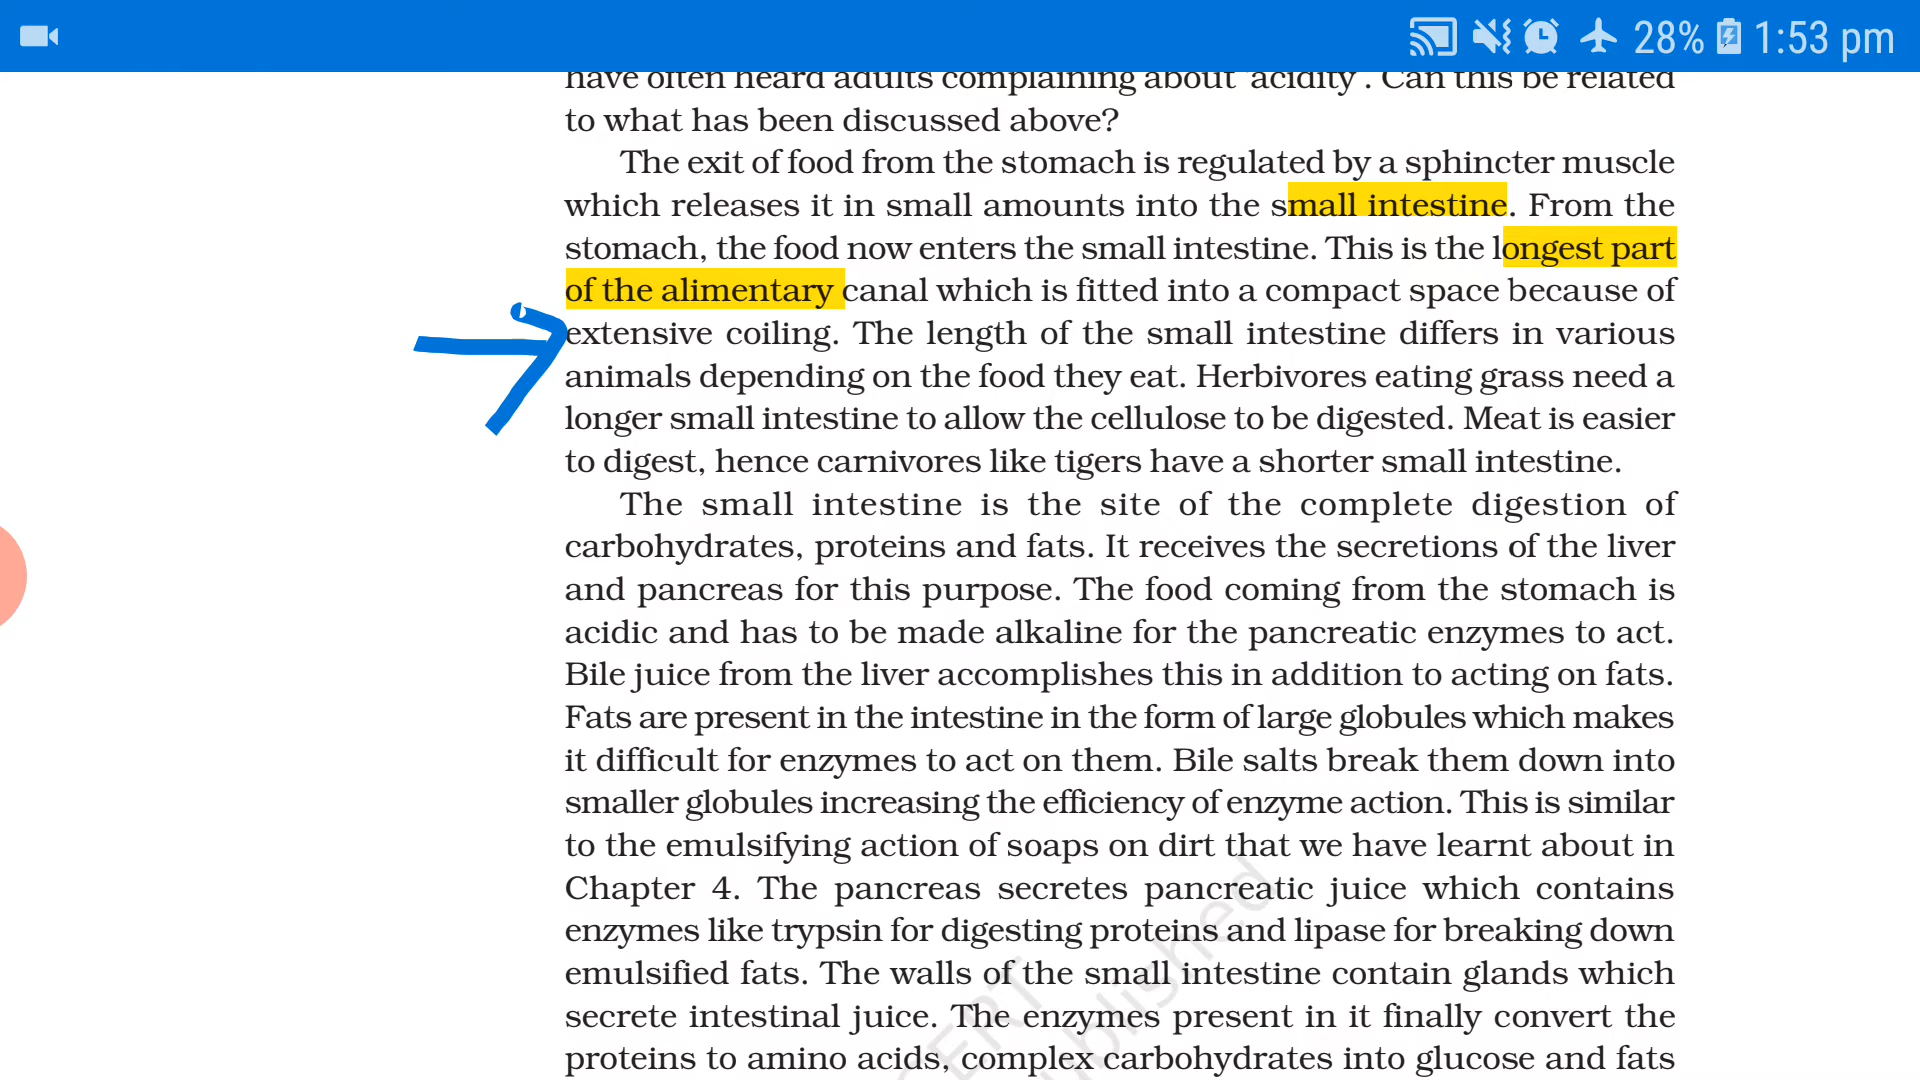 28% 1:53 pm
have often heard adults complaining about 'acidity'. Can this be related
to what has been discussed above?
The exit of food from the stomach is regulated by a sphincter muscle
which releases it in small amounts into the small intestine. From the
stomach, the food now enters the small intestine. This is the longest part
of the alimentary canal which is fitted into a compact space because of
extensive coiling. The length of the small intestine differs in various
animals depending on the food they eat. Herbivores eating grass need a
longer small intestine to allow the cellulose to be digested. Meat is easier
to digest, hence carnivores like tigers have a shorter small intestine.
The small intestine is the site of the complete digestion of
carbohydrates, proteins and fats. It receives the secretions of the liver
and pancreas for this purpose. The food coming from the stomach is
acidic and has to be made alkaline for the pancreatic enzymes to act.
Bile juice from the liver accomplishes this in addition to acting on fats.
Fats are present in the intestine in the form of large globules which makes
it difficult for enzymes to act on them. Bile salts break them down into
smaller globules increasing the efficiency of enzyme action. This is similar
to the emulsifying action of soaps on dirt that we have learnt about in
Chapter 4. The pancreas secretes pancreatic juice which contains
enzymes like trypsin for digesting proteins and lipase for breaking down
emulsified fats. The walls of the small intestine contain glands which
secrete intestinal juice. The enzymes present in it finally convert the
proteins to amino acids, complex carbohydrates into glucose and fats